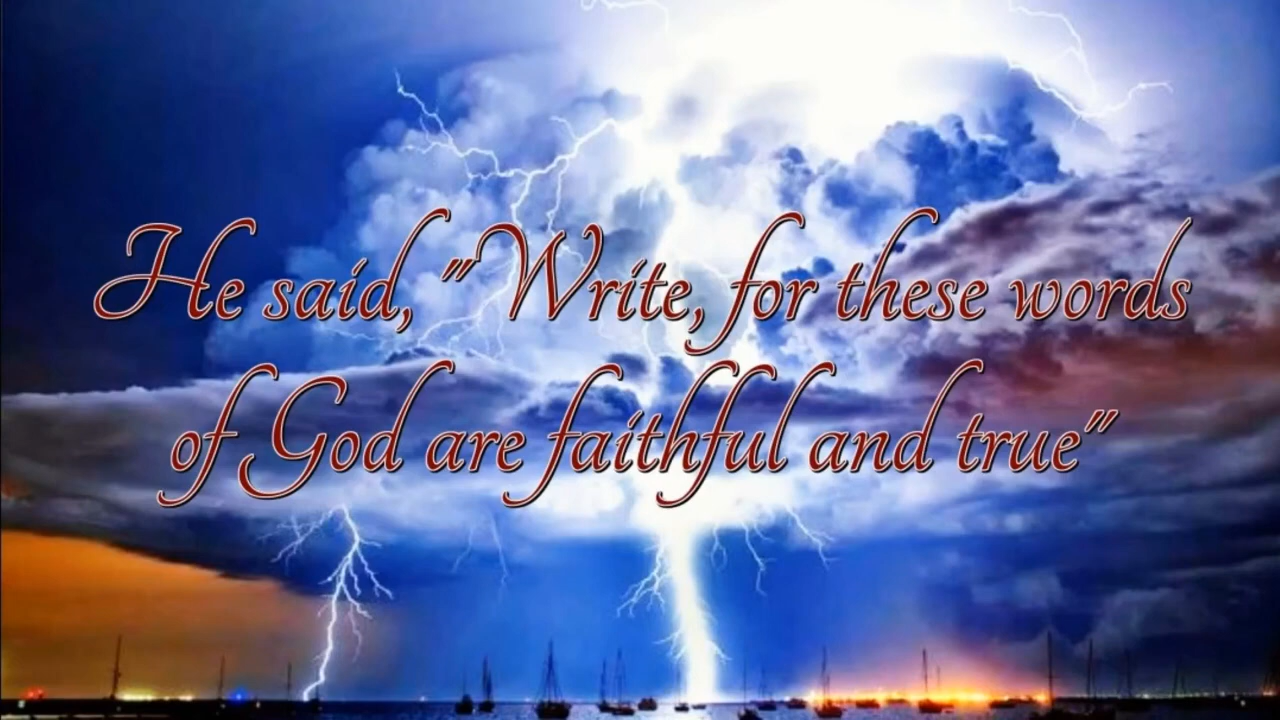 He said, "Write, for these words
of God are faithful and true"